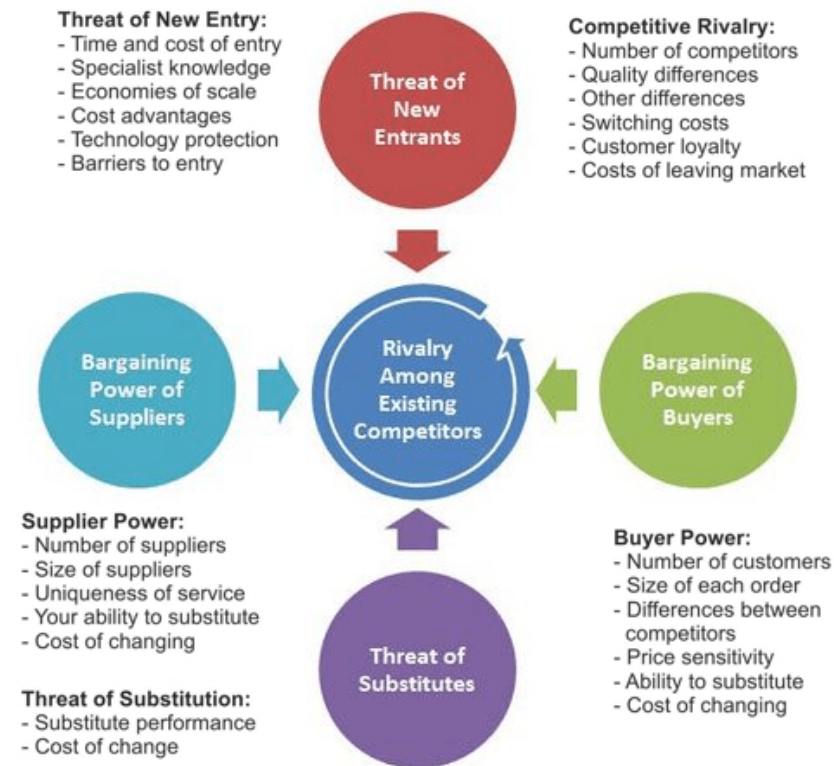 Threat of New Entry:
- Time and cost of entry
- Specialist knowledge
- Economies of scale
- Cost advantages
- Technology protection
- Barriers to entry
Threat of
New
Entrants
Competitive Rivalry:
- Number of competitors
- Quality differences
- Other differences
- Switching costs
- Customer loyalty
- Costs of leaving market
Bargaining
Power of
Suppliers
Rivalry
Among
Existing
Competitors
Bargaining
Power of
Buyers
Supplier Power:
- Number of suppliers
- Size of suppliers
- Uniqueness of service
- Your ability to substitute
- Cost of changing
Threat of Substitution:
- Substitute performance
- Cost of change
Threat of
Substitutes
Buyer Power:
- Number of customers
- Size of each order
- Differences between
competitors
- Price sensitivity
- Ability to substitute
- Cost of changing